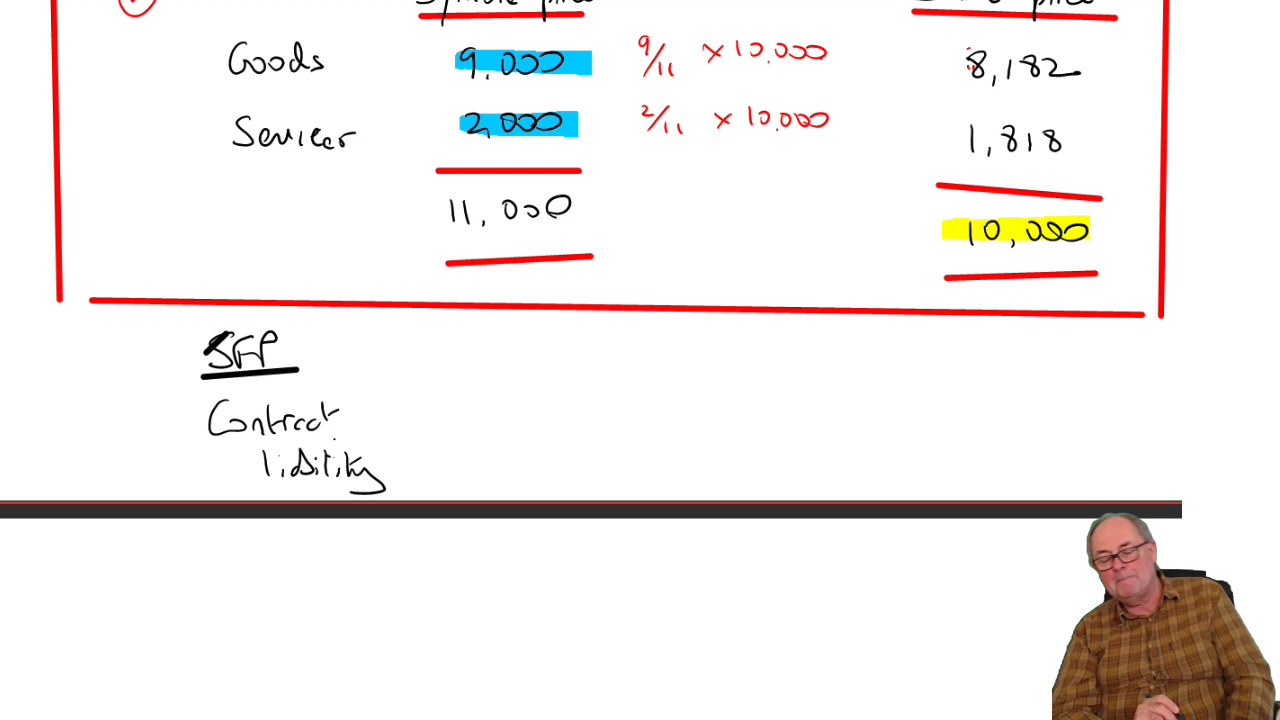 Goods 9,000 9/11 × 10,000 8,182
Services 2,000 2/11 × 10,000 1,818
11,000 10,000
SFP
Contract
liability